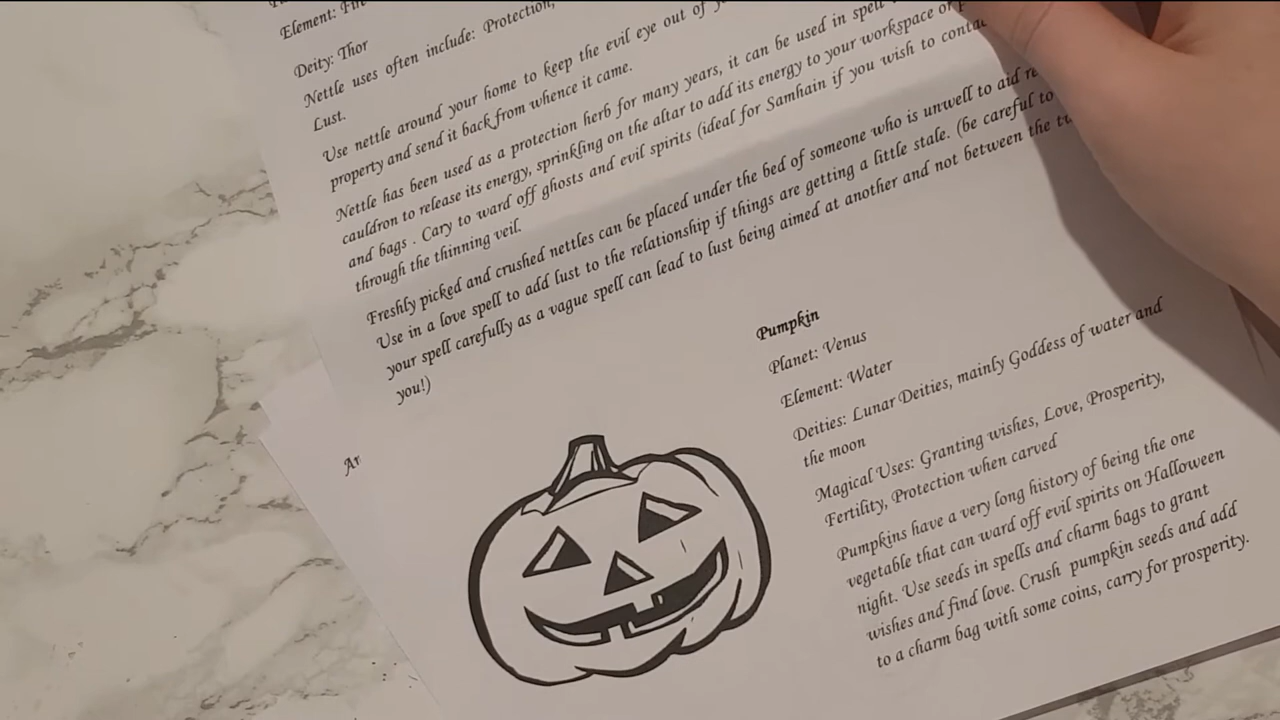 Element: Fire
Deity: Thor
Nettle uses often include: Protection,
Lust.
Use nettle around your home to keep the evil eye out of
property and send it back from whence it came.
Nettle has been used as a protection herb for many years, it can be used in spell
cauldron to release its energy, sprinkling on the altar to add its energy to your workspace or
and bags . Cary to ward off ghosts and evil spirits (ideal for Samhain if you wish to
through the thinning veil.
Freshly picked and crushed nettles can be placed under the bed of someone who is unwell to aid
Use in a love spell to add lust to the relationship if things are getting a little stale. (be careful to
your spell carefully as a vague spell can lead to lust being aimed at another and not between the
you!)
Pumpkin
Planet: Venus
Element: Water
Deities: Lunar Deities, mainly Goddess of water and
the moon
Magical Uses: Granting wishes, Love, Prosperity,
Fertility, Protection when carved
Pumpkins have a very long history of being the one
vegetable that can ward off evil spirits on Halloween
night. Use seeds in spells and charm bags to grant
wishes and find love. Crush pumpkin seeds and add
to a charm bag with some coins, carry for prosperity.